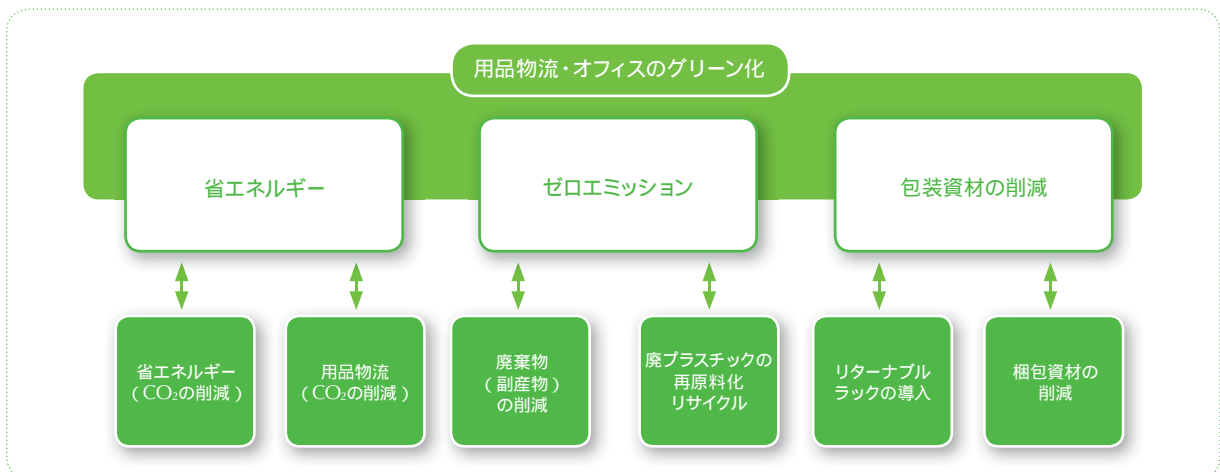 用品物流・オフィスのグリーン化
省エネルギー
ゼロエミッション
包装資材の削減
省エネルギー
（CO₂の削減）
用品物流
（CO₂の削減）
廃棄物
（副産物）
の削減
廃プラスチックの
再原料化
リサイクル
リターナブル
ラックの導入
梱包資材の
削減